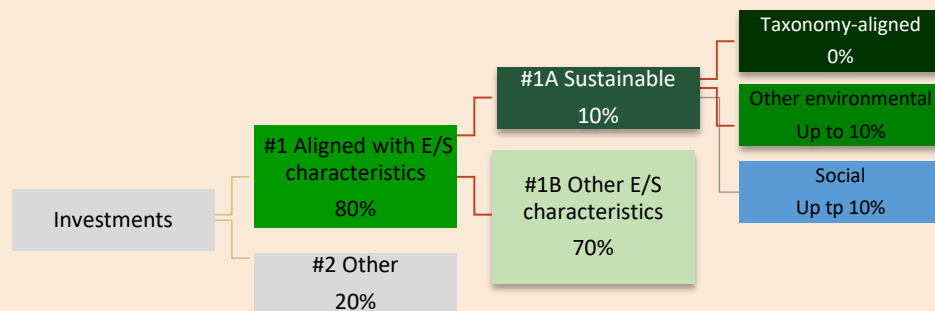 Taxonomy-aligned
0%
#1A Sustainable
10%
Other environmental
Up to 10%
#1 Aligned with E/S
characteristics
80%
#1B Other E/S
characteristics
70%
Social
Up tp 10%
Investments
#2 Other
20%